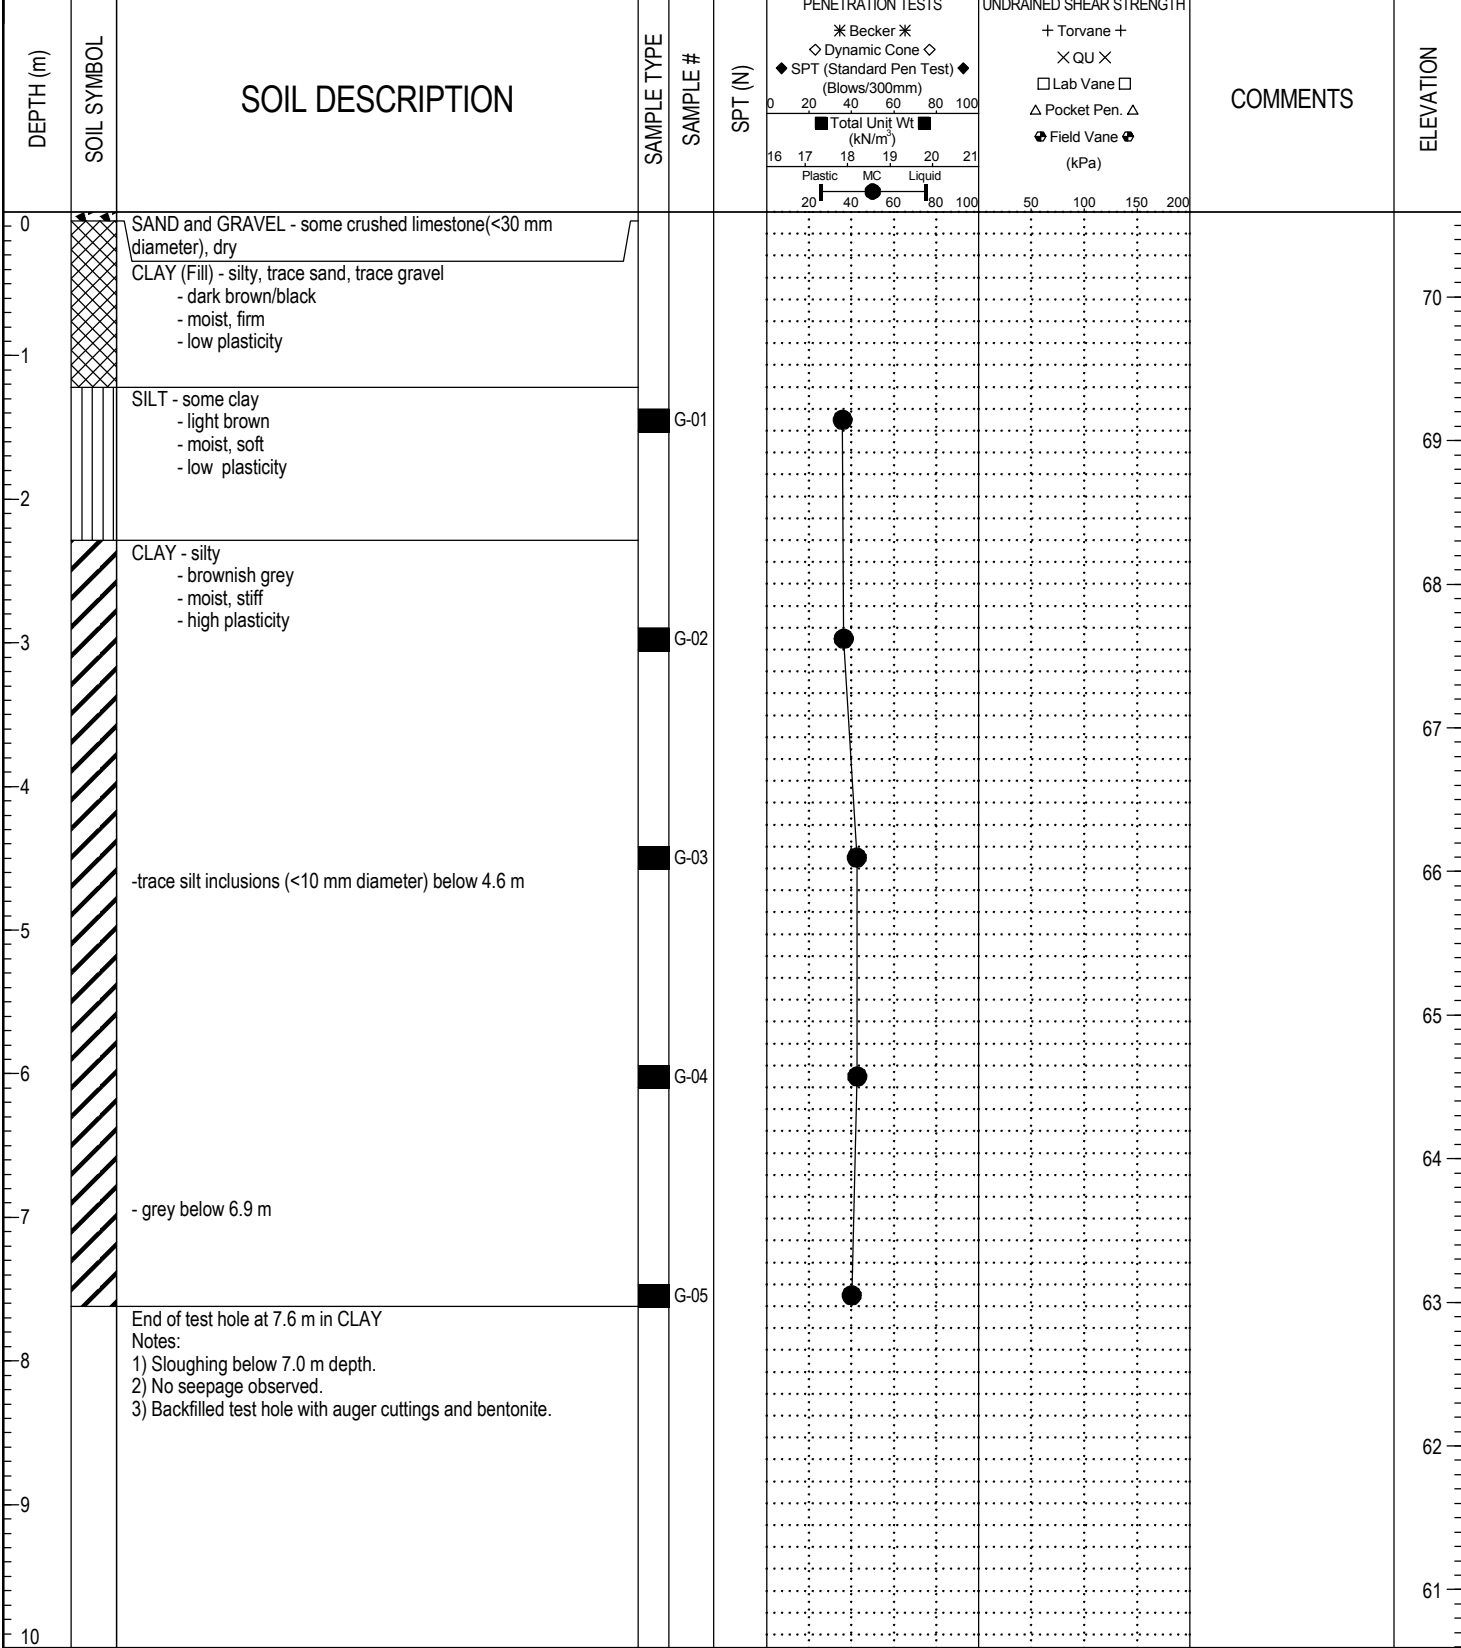 DEPTH (m)
SOIL SYMBOL
SOIL DESCRIPTION
SAMPLE TYPE
SAMPLE #
SPT (N)
PENETRATION TESTS
Becker
Dynamic Cone
SPT (Standard Pen Test)
(Blows/300mm)
0 20 40 60 80 100
Total Unit Wt
(kN/m³)
16 17 18 19 20 21
Plastic MC Liquid
20 40 60 80 100
UNDRAINED SHEAR STRENGTH
+ Torvane +
× QU ×
□ Lab Vane □
△ Pocket Pen. △
Field Vane
(kPa)
50 100 150 200
COMMENTS
ELEVATION
0
SAND and GRAVEL - some crushed limestone(<30 mm
diameter), dry
CLAY (Fill) - silty, trace sand, trace gravel
- dark brown/black
70
- moist, firm
- low plasticity
1
SILT - some clay
- light brown
G-01
- moist, soft
69
- low plasticity
2
CLAY - silty
- brownish grey
68
- moist, stiff
- high plasticity
3
G-02
67
4
G-03
66
-trace silt inclusions (<10 mm diameter) below 4.6 m
5
65
6
G-04
64
- grey below 6.9 m
7
G-05
63
End of test hole at 7.6 m in CLAY
Notes:
8
1) Sloughing below 7.0 m depth.
2) No seepage observed.
3) Backfilled test hole with auger cuttings and bentonite.
62
9
61
10